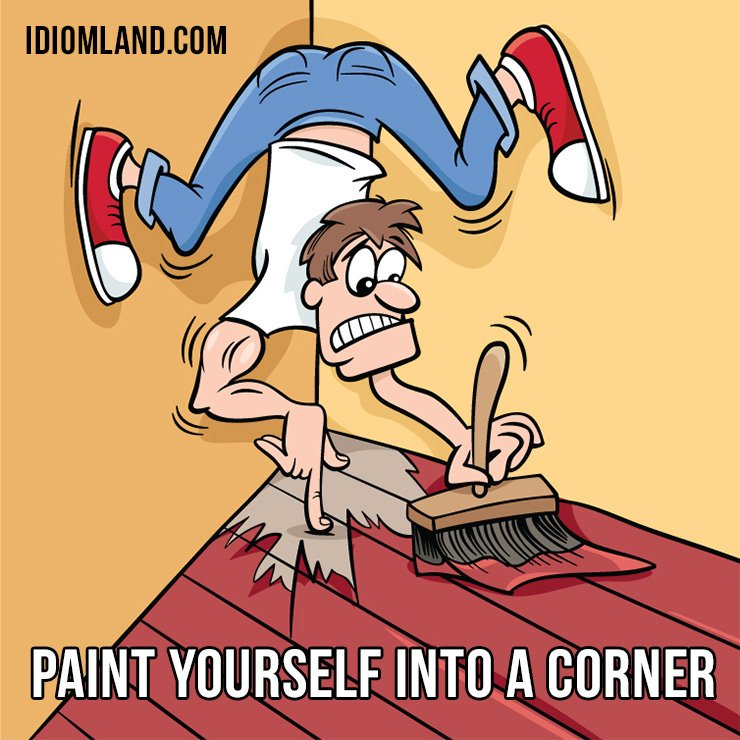 IDIOMLAND.COM
PAINT YOURSELF INTO A CORNER